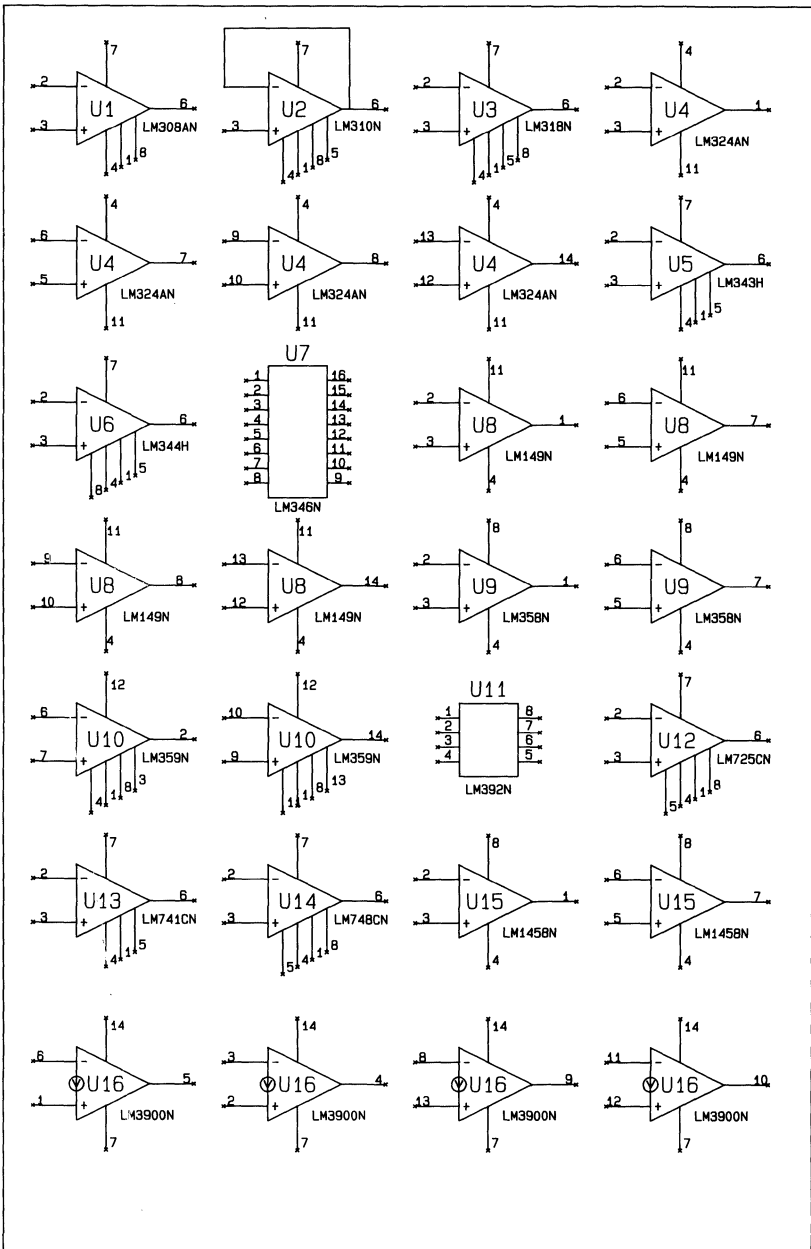 7 7 7 4
2 - U1 6 - U2 6 2 - U3 6 2 - U4 1
3 + LM308AN 3 + LM310N 3 + LM318N 3 + LM324AN
4 1 8 4 1 8 5 4 1 5 8 11
4 4 4 7
6 - U4 7 9 - U4 8 13 - U4 14 2 - U5 6
5 + LM324AN 10 + LM324AN 12 + LM324AN 3 + LM343H
11 11 11 4 1 5
7 U7 11 11
2 - U6 6 2 - U8 1 6 - U8 7
3 + LM344H 3 + LM149N 5 + LM149N
8 4 1 5 4 4
1 16
2 15
3 14
4 13
5 12
6 11
7 10
8 9
LM346N
11 11 8 8
9 - U8 8 13 - U8 14 2 - U9 1 6 - U9 7
10 + LM149N 12 + LM149N 3 + LM358N 5 + LM358N
4 4 4 4
12 12 U11 7
6 - U10 2 10 - U10 14 2 - U12 6
7 + LM359N 9 + LM359N 3 + LM725CN
4 1 8 3 1 1 8 13 5 4 1 8
1 8
2 7
3 6
4 5
LM392N
7 7 8 8
2 - U13 6 2 - U14 6 2 - U15 1 6 - U15 7
3 + LM741CN 3 + LM748CN 3 + LM1458N 5 + LM1458N
4 1 5 5 4 1 8 4 4
14 14 14 14
6 - U16 5 3 - U16 4 8 - U16 9 11 - U16 10
1 + LM3900N 2 + LM3900N 13 + LM3900N 12 + LM3900N
7 7 7 7